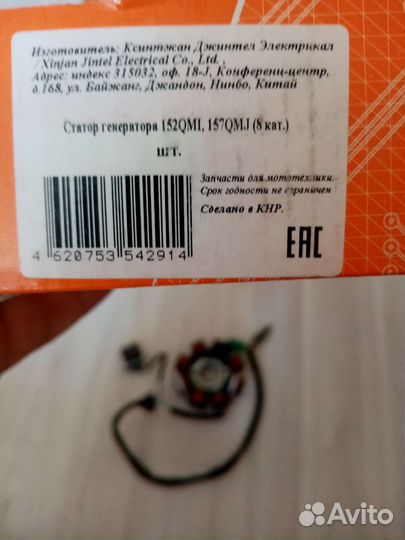 Изготовитель: Ксинтжан Джинтел Электрикал
/ Xinjan Jintel Electrical Co., Ltd. ,
Адрес: индекс 315032, оф. 18-J, Конференц-центр,
д.168, ул. Байжанг, Джандон, Нинбо, Китай
Статор генератора 152QMI, 157QMJ (8 кат.)
шт.
Запчасти для мототехники.
Срок годности не ограничен
Сделано в КНР.
EAC
4 620753 542914
Avito